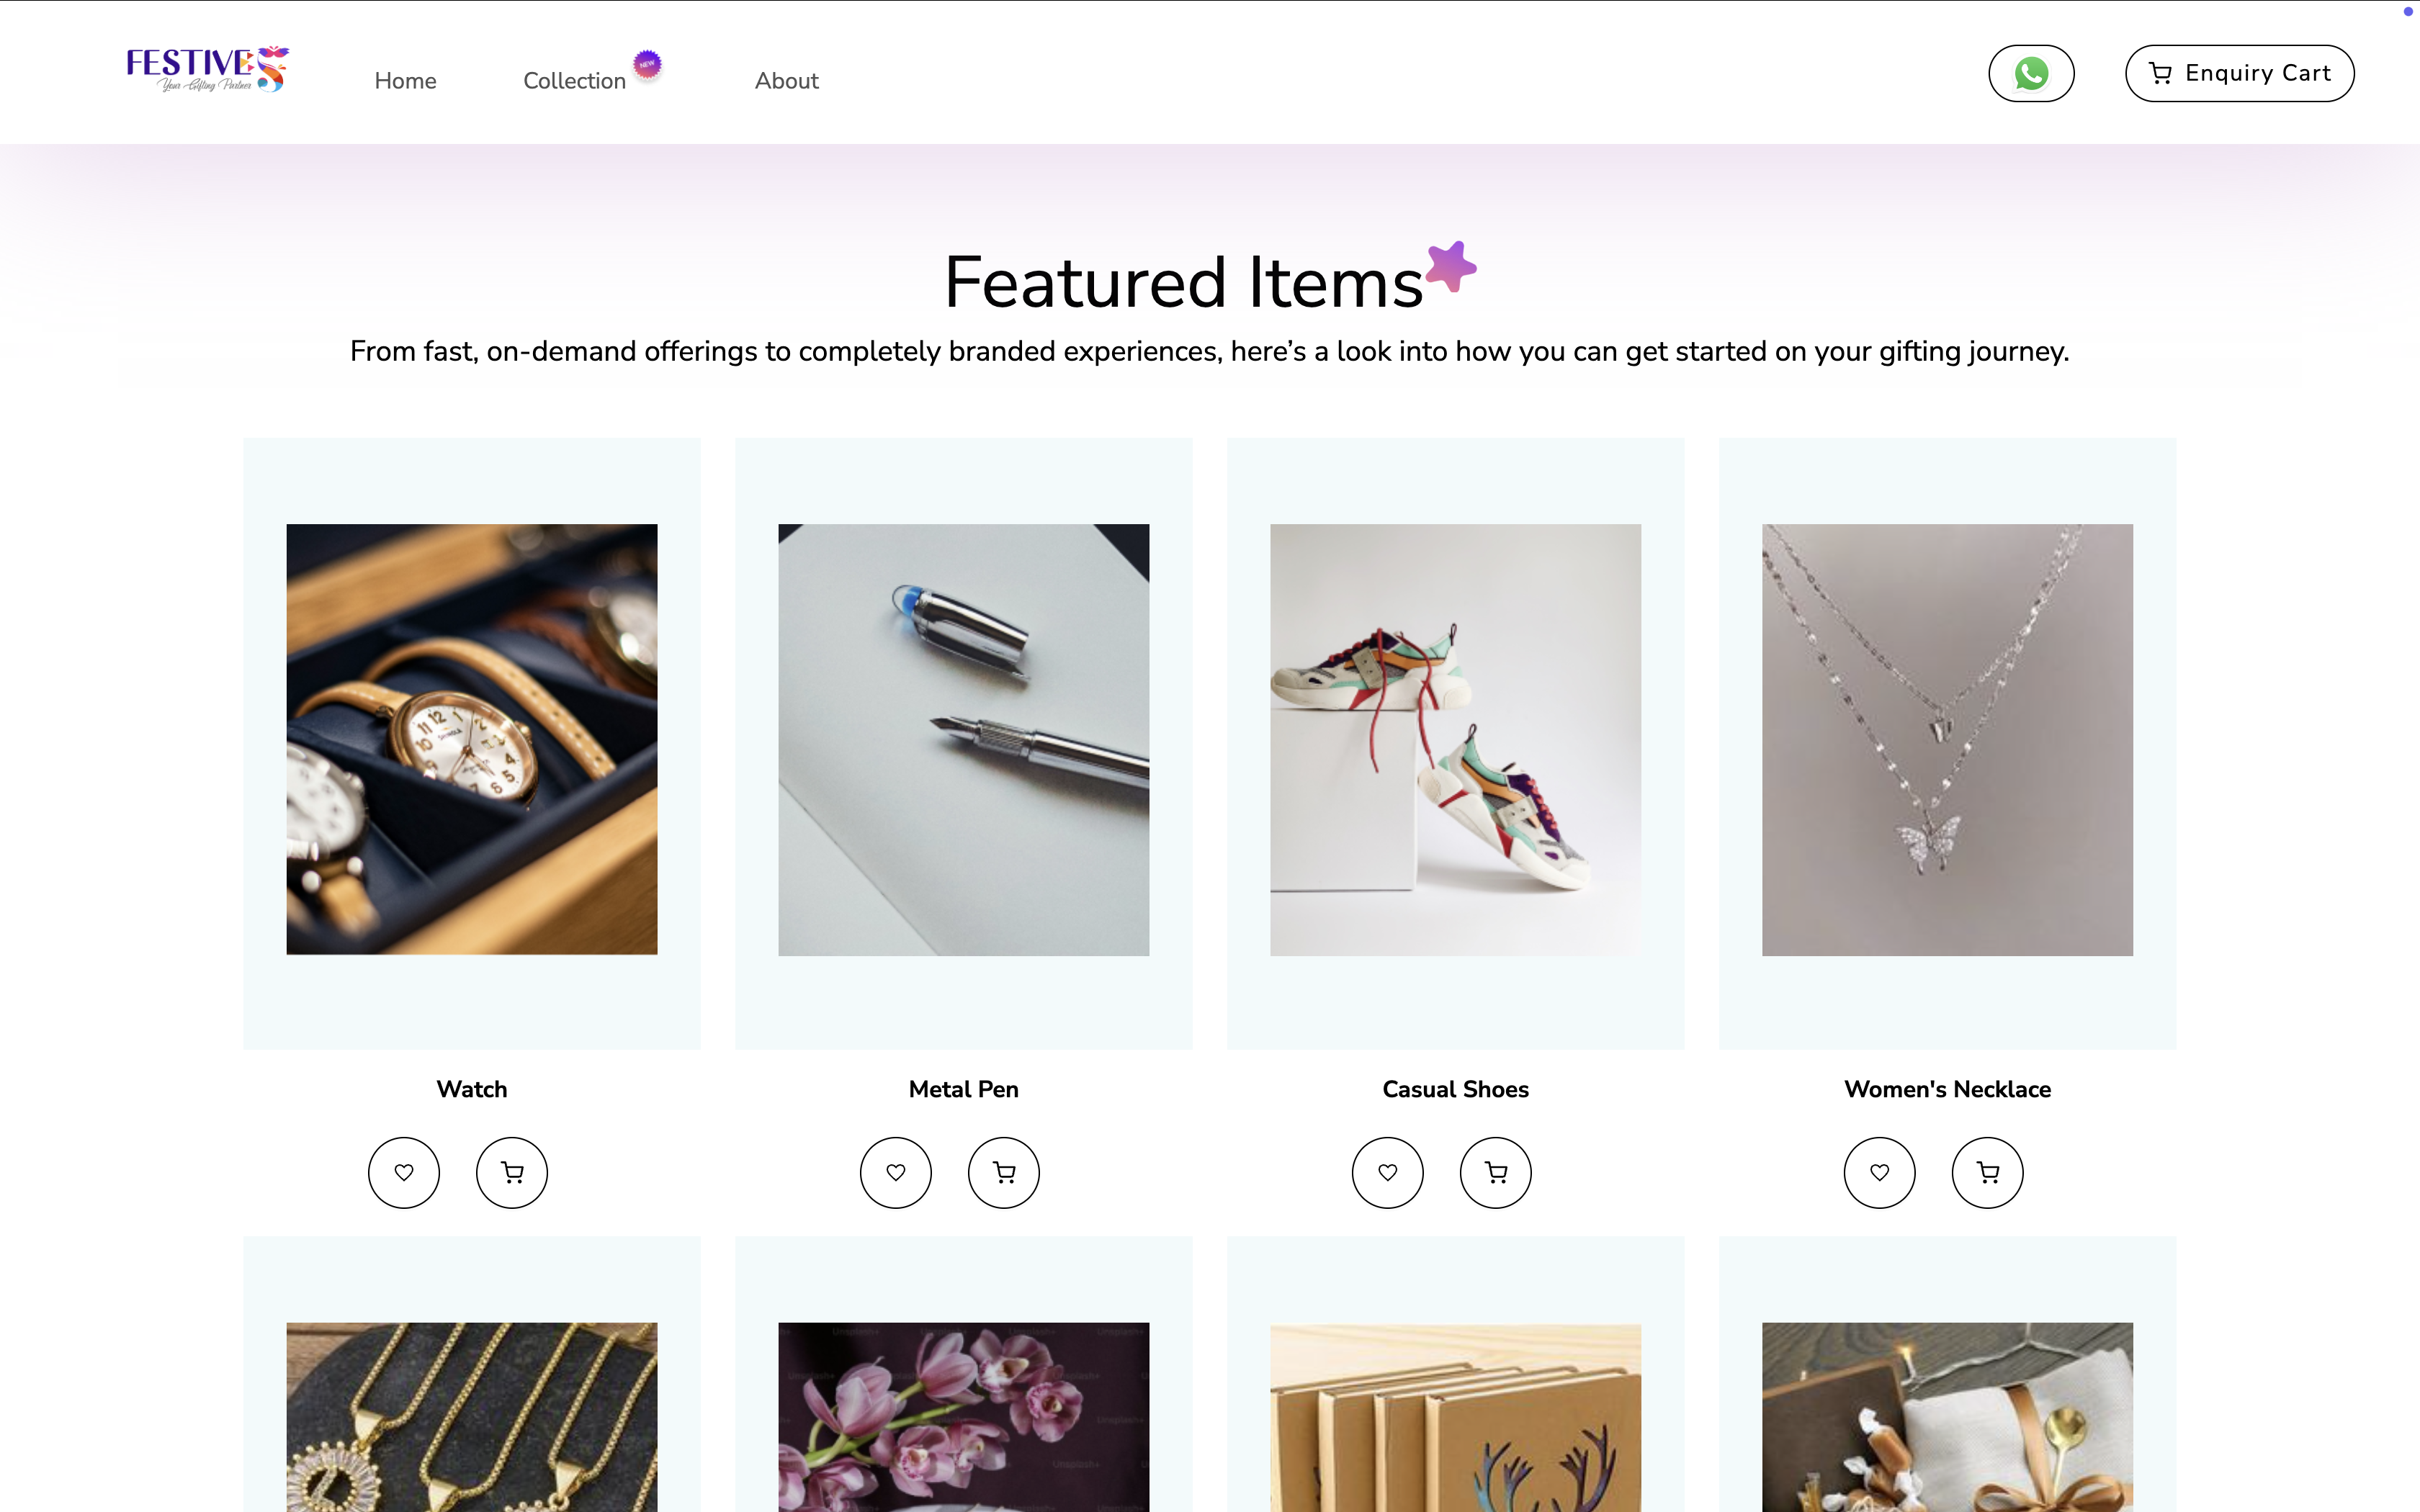 FESTIVE
Your Gifting Partner
Home
Collection
NEW
About
Enquiry Cart
Featured Items
From fast, on-demand offerings to completely branded experiences, here’s a look into how you can get started on your gifting journey.
Watch
Metal Pen
Casual Shoes
Women's Necklace
Unsplash+